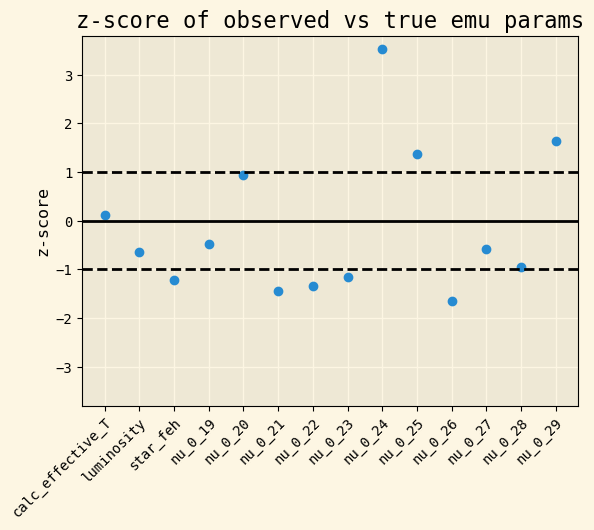 z-score of observed vs true emu params
z-score
3
2
1
0
−1
−2
−3
calc_effective_T
luminosity
star_feh
nu_0_19
nu_0_20
nu_0_21
nu_0_22
nu_0_23
nu_0_24
nu_0_25
nu_0_26
nu_0_27
nu_0_28
nu_0_29